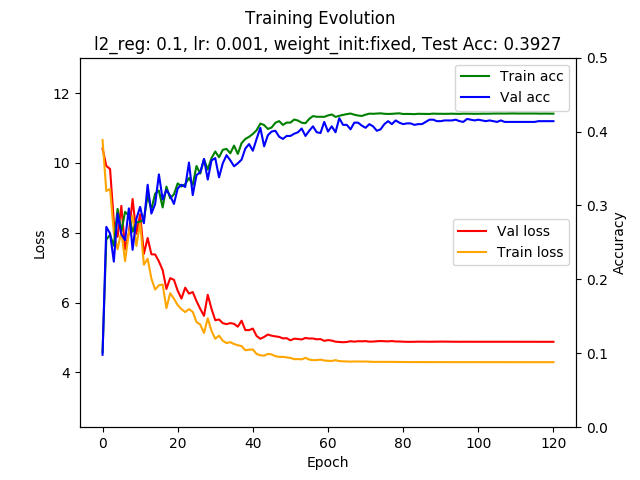 Training Evolution
l2_reg: 0.1, lr: 0.001, weight_init:fixed, Test Acc: 0.3927
Train acc
Val acc
Val loss
Train loss
Loss
12
10
8
6
4
Accuracy
0.5
0.4
0.3
0.2
0.1
0.0
0 20 40 60 80 100 120
Epoch